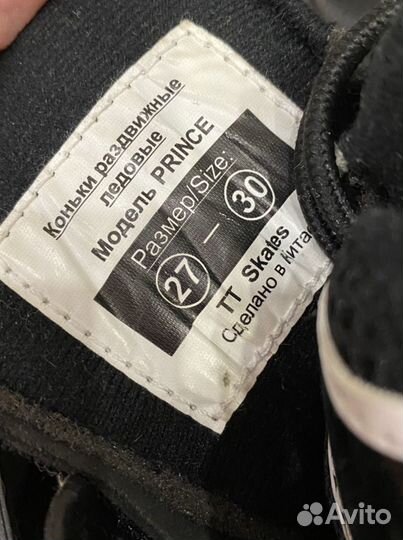 Коньки раздвижные
ледовые
Модель PRINCE
Размер/Size:
27 – 30
TT Skates
Сделано в Кита
Avito